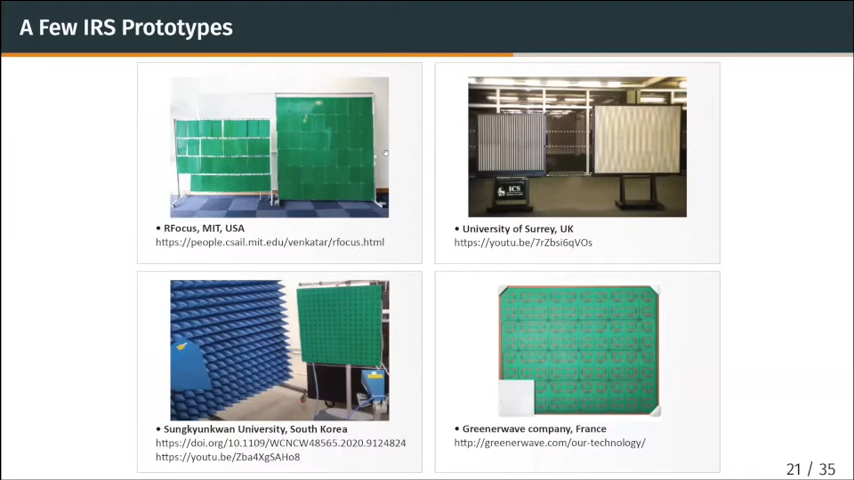 A Few IRS Prototypes
• RFocus, MIT, USA
https://people.csail.mit.edu/venkatar/rfocus.html
ICS
• University of Surrey, UK
https://youtu.be/7rZbsi6qVOs
• Sungkyunkwan University, South Korea
https://doi.org/10.1109/WCNCW48565.2020.9124824
https://youtu.be/Zba4XgSAHo8
• Greenerwave company, France
http://greenerwave.com/our-technology/
21 / 35